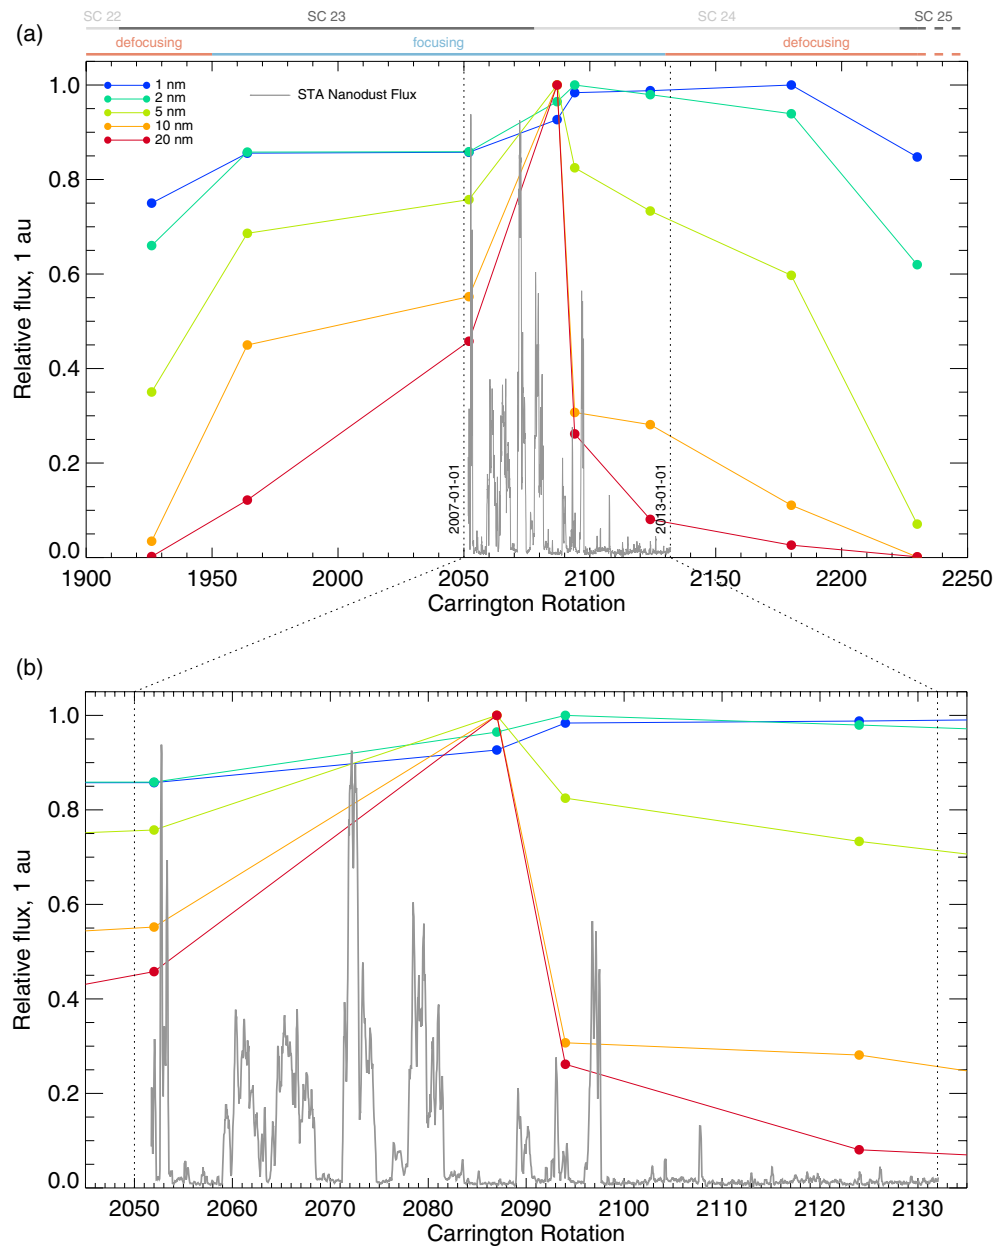 SC 22 SC 23 SC 24 SC 25
(a)
defocusing focusing defocusing
1 nm
2 nm
5 nm
10 nm
20 nm
STA Nanodust Flux
1.0
0.8
0.6
0.4
0.2
0.0
Relative flux, 1 au
2007-01-01
2013-01-01
1900 1950 2000 2050 2100 2150 2200 2250
Carrington Rotation
(b)
1.0
0.8
0.6
0.4
0.2
0.0
Relative flux, 1 au
2050 2060 2070 2080 2090 2100 2110 2120 2130
Carrington Rotation